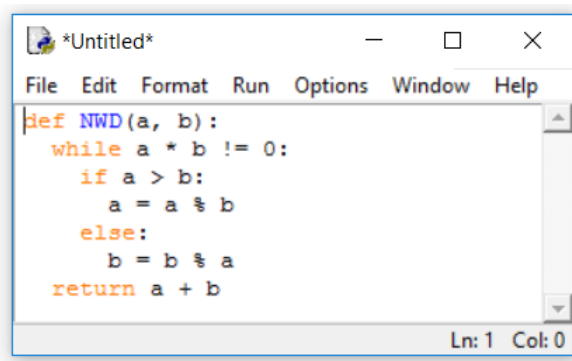 *Untitled*
File Edit Format Run Options Window Help
def NWD(a, b):
  while a * b != 0:
    if a > b:
      a = a % b
    else:
      b = b % a
  return a + b
Ln: 1 Col: 0